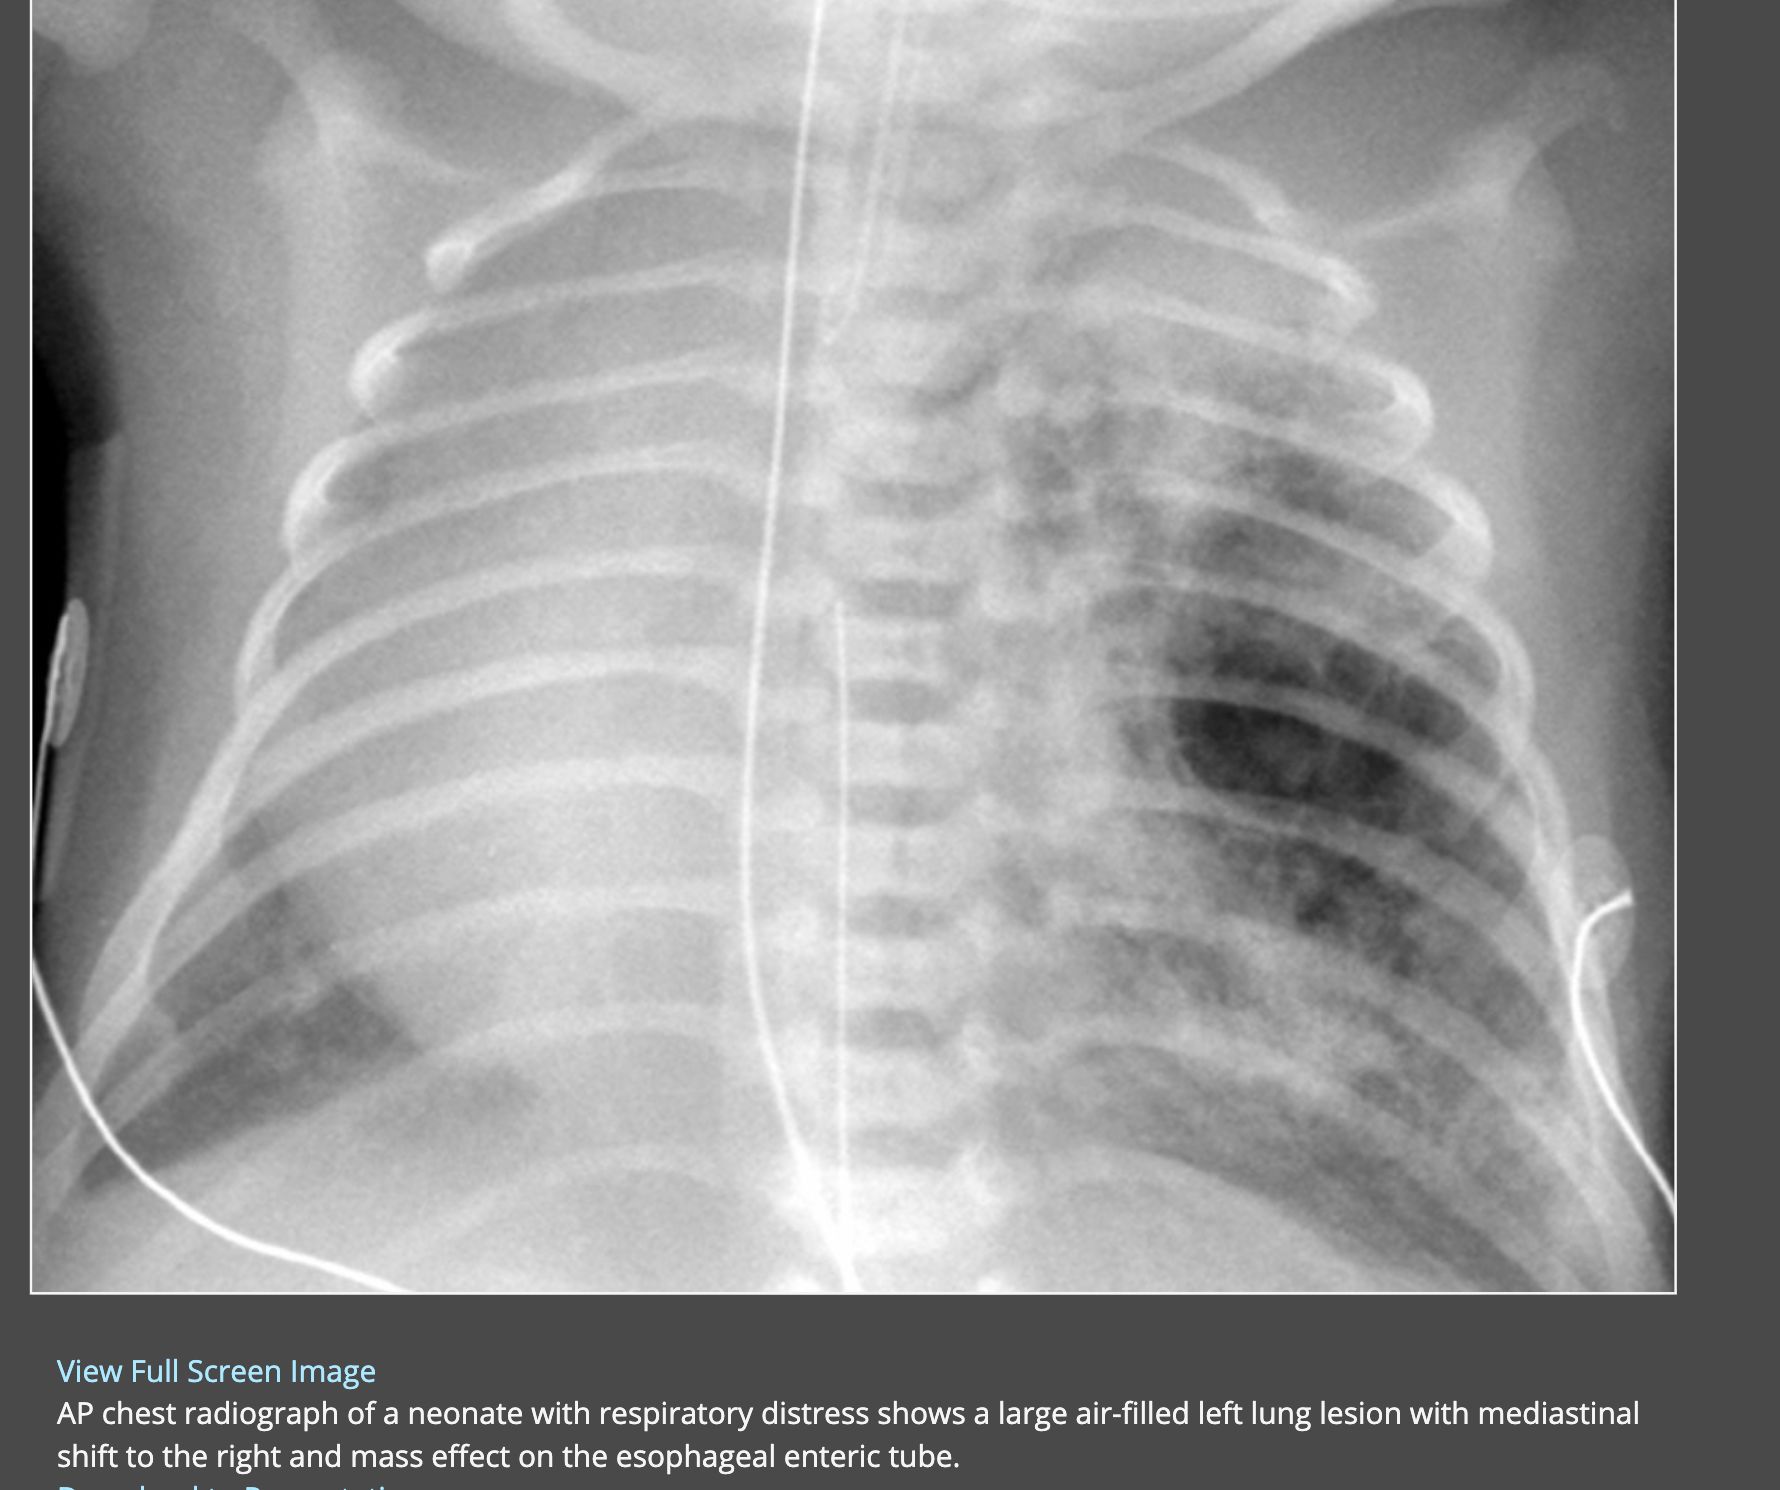 View Full Screen Image
AP chest radiograph of a neonate with respiratory distress shows a large air-filled left lung lesion with mediastinal
shift to the right and mass effect on the esophageal enteric tube.